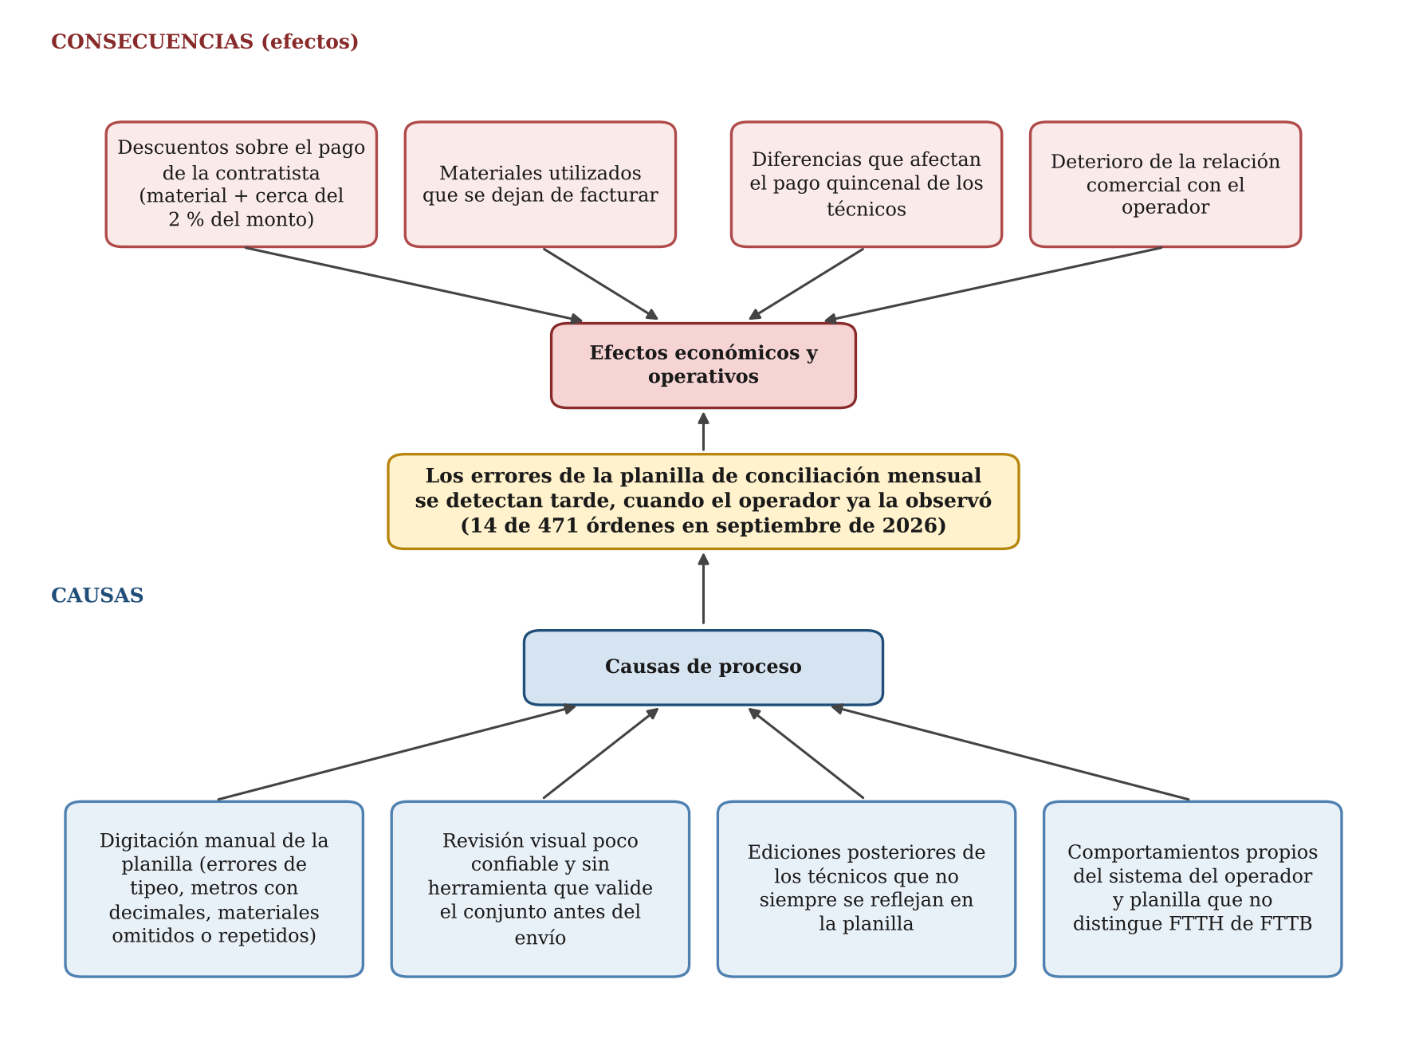 CONSECUENCIAS (efectos)
Descuentos sobre el pago
de la contratista
(material + cerca del
2 % del monto)
Materiales utilizados
que se dejan de facturar
Diferencias que afectan
el pago quincenal de los
técnicos
Deterioro de la relación
comercial con el
operador
Efectos económicos y
operativos
Los errores de la planilla de conciliación mensual
se detectan tarde, cuando el operador ya la observó
(14 de 471 órdenes en septiembre de 2026)
CAUSAS
Causas de proceso
Digitación manual de la
planilla (errores de
tipeo, metros con
decimales, materiales
omitidos o repetidos)
Revisión visual poco
confiable y sin
herramienta que valide
el conjunto antes del
envío
Ediciones posteriores de
los técnicos que no
siempre se reflejan en
la planilla
Comportamientos propios
del sistema del operador
y planilla que no
distingue FTTH de FTTB